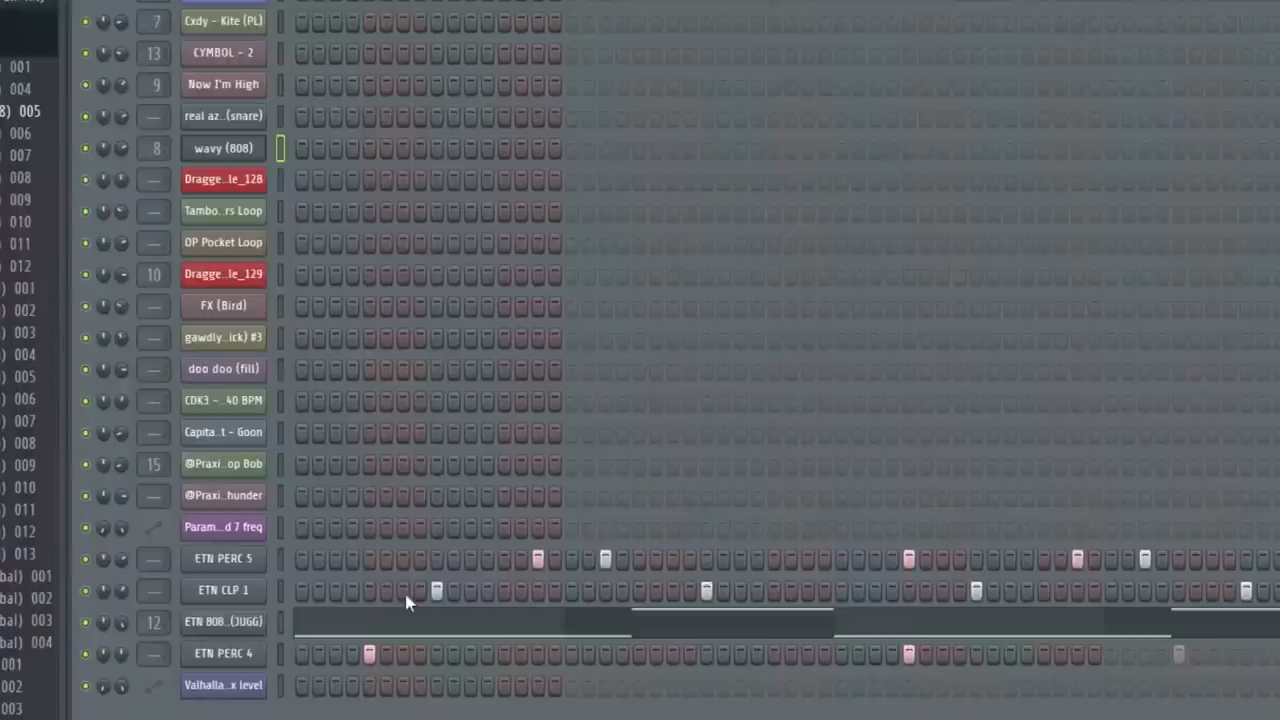 001
004
8) 005
006
007
008
009
010
011
012
) 001
) 002
) 003
) 004
) 005
) 006
) 007
) 008
) 009
) 010
) 011
) 012
) 013
bal) 001
bal) 002
bal) 003
bal) 004
001
002
003
7 Cxdy - Kite (PL)
13 CYMBOL - 2
9 Now I'm High
real az..(snare)
8 wavy (808)
Dragge..le_128
Tambo..rs Loop
OP Pocket Loop
10 Dragge..le_129
FX (Bird)
gawdly..ick) #3
doo doo (fill)
CDK3 - ..40 BPM
Capita..t - Goon
15 @Praxi..op Bob
@Praxi..hunder
Param..d 7 freq
ETN PERC 5
ETN CLP 1
12 ETN 808..(JUGG)
ETN PERC 4
Valhalla..x level